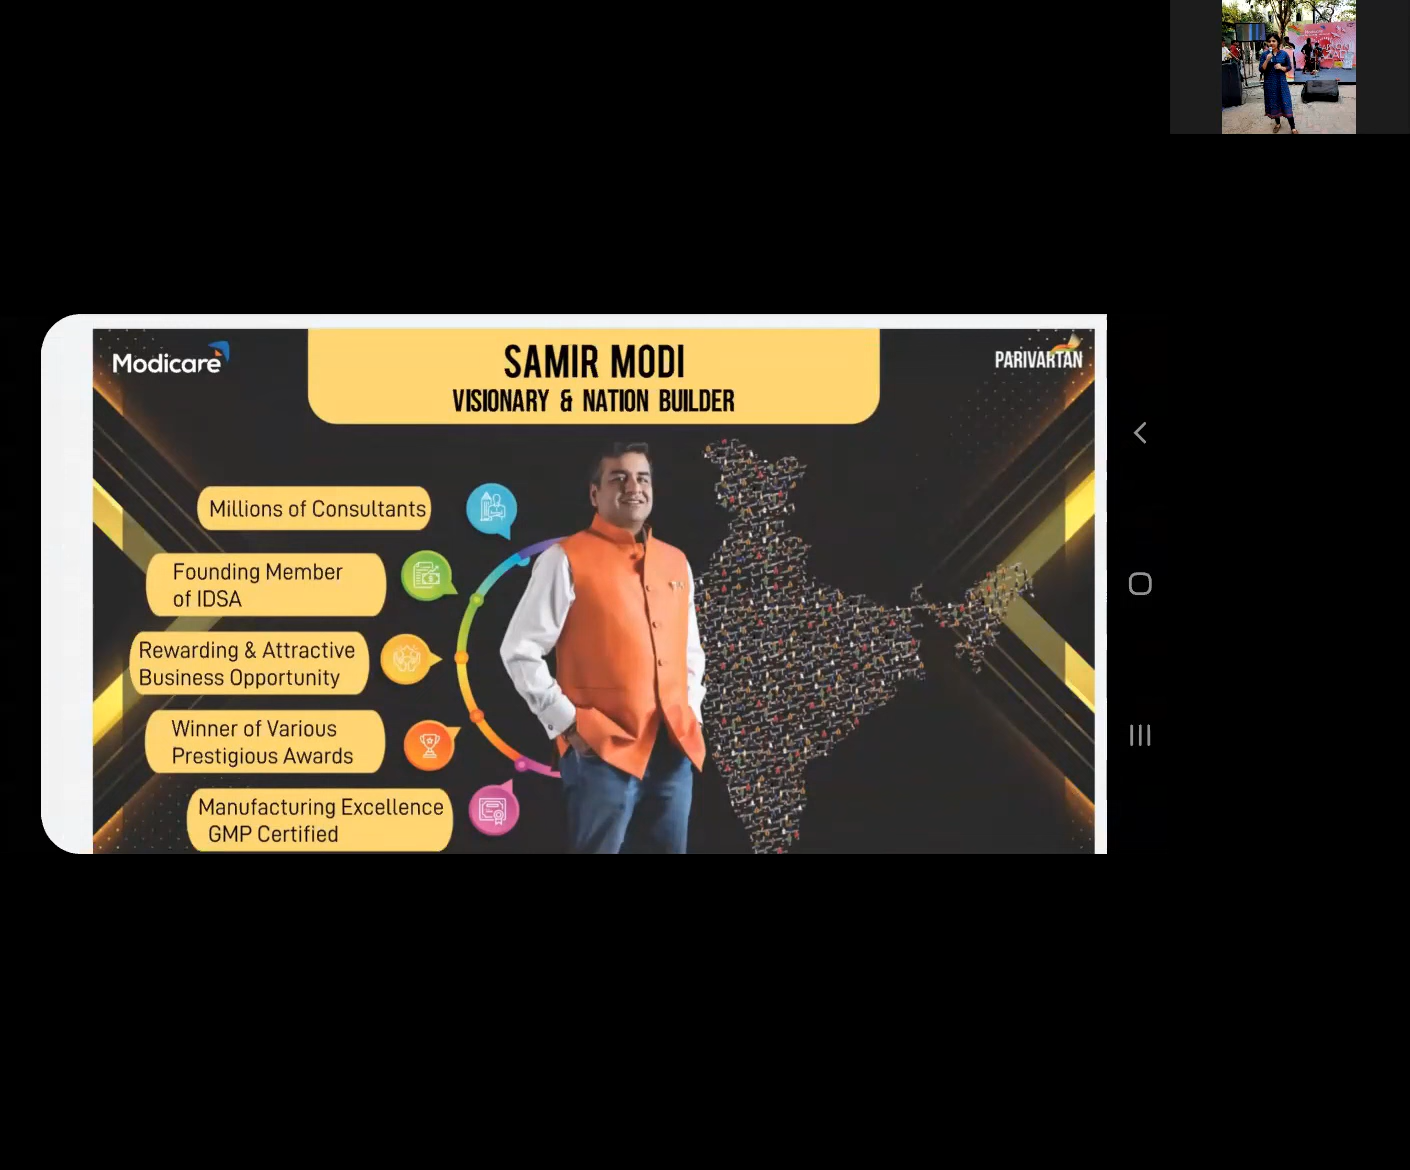 Modicare
SAMIR MODI
VISIONARY & NATION BUILDER
PARIVARTAN
Millions of Consultants
Founding Member
of IDSA
Rewarding & Attractive
Business Opportunity
Winner of Various
Prestigious Awards
Manufacturing Excellence
GMP Certified